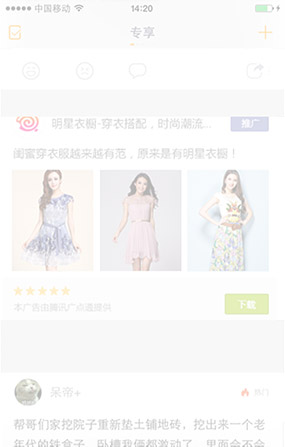 中国移动 14:20
专享
明星衣橱-穿衣搭配，时尚潮流... 推广
闺蜜穿衣服越来越有范，原来是有明星衣橱！
本广告由腾讯广点通提供 下载
呆帝+ 热门
帮哥们家挖院子重新垫土铺地砖，挖出来一个老
年代的铁盒子，卧槽我俩都激动了，里面会不会